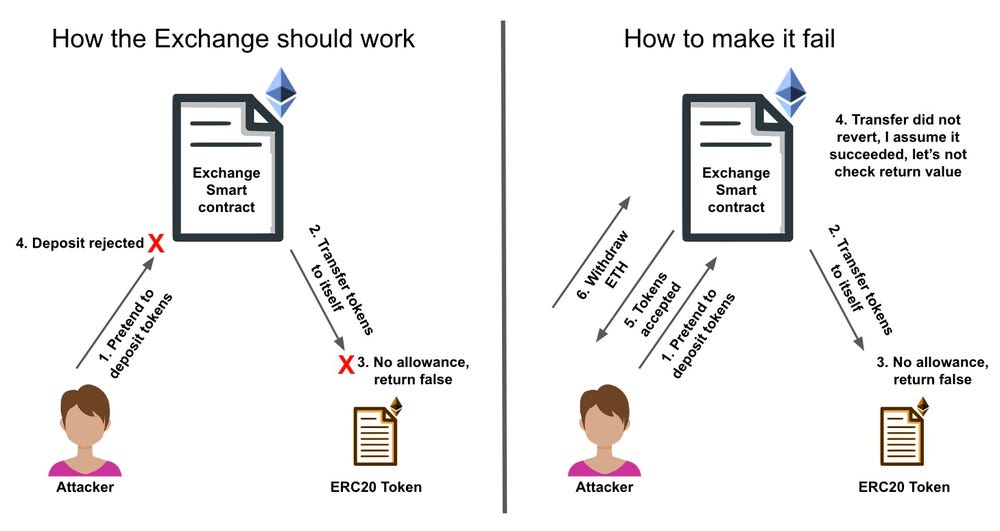 How the Exchange should work
Exchange
Smart
contract
4. Deposit rejected
X
1. Pretend to
deposit tokens
2. Transfer tokens
to itself
X
3. No allowance,
return false
Attacker
ERC20 Token
How to make it fail
Exchange
Smart
contract
4. Transfer did not
revert, I assume it
succeeded, let's not
check return value
6. Withdraw
ETH
5. Tokens
accepted
1. Pretend to
deposit tokens
2. Transfer tokens
to itself
3. No allowance,
return false
Attacker
ERC20 Token